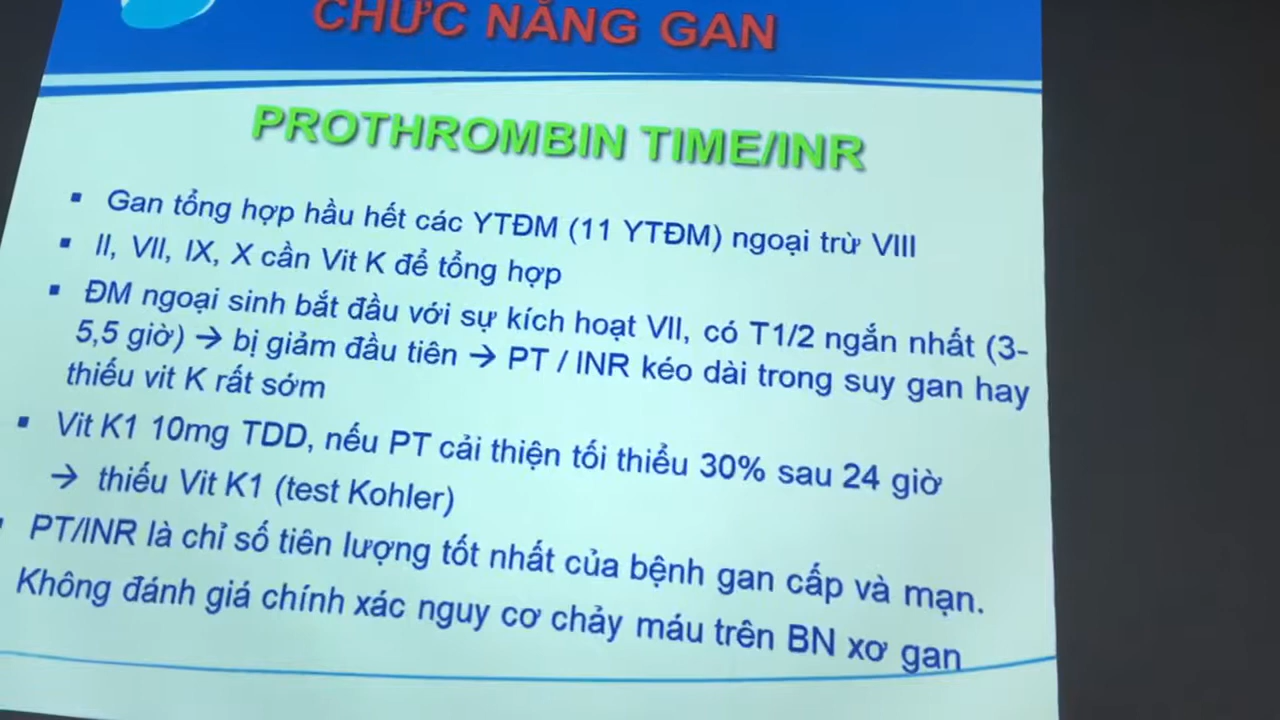 CHỨC NĂNG GAN
PROTHROMBIN TIME/INR
▪ Gan tổng hợp hầu hết các YTĐM (11 YTĐM) ngoại trừ VIII
▪ II, VII, IX, X cần Vit K để tổng hợp
▪ ĐM ngoại sinh bắt đầu với sự kích hoạt VII, có T1/2 ngắn nhất (3-
5,5 giờ) → bị giảm đầu tiên → PT / INR kéo dài trong suy gan hay
thiếu vit K rất sớm
▪ Vit K1 10mg TDD, nếu PT cải thiện tối thiểu 30% sau 24 giờ
→ thiếu Vit K1 (test Kohler)
▪ PT/INR là chỉ số tiên lượng tốt nhất của bệnh gan cấp và mạn.
Không đánh giá chính xác nguy cơ chảy máu trên BN xơ gan